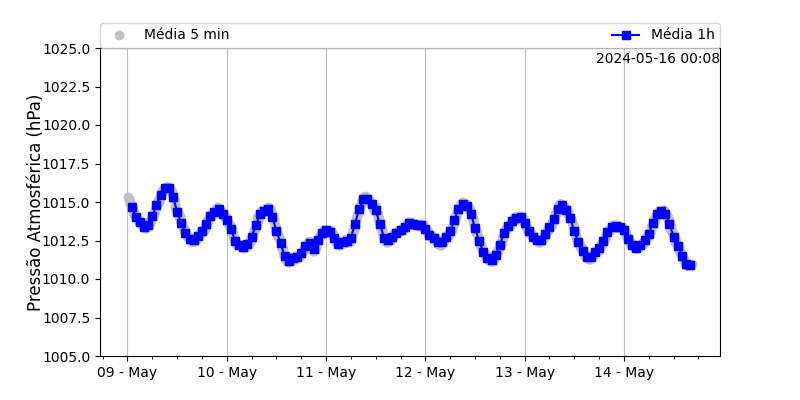 Média 5 min
Média 1h
2024-05-16 00:08
Pressão Atmosférica (hPa)
1025.0
1022.5
1020.0
1017.5
1015.0
1012.5
1010.0
1007.5
1005.0
09 - May
10 - May
11 - May
12 - May
13 - May
14 - May